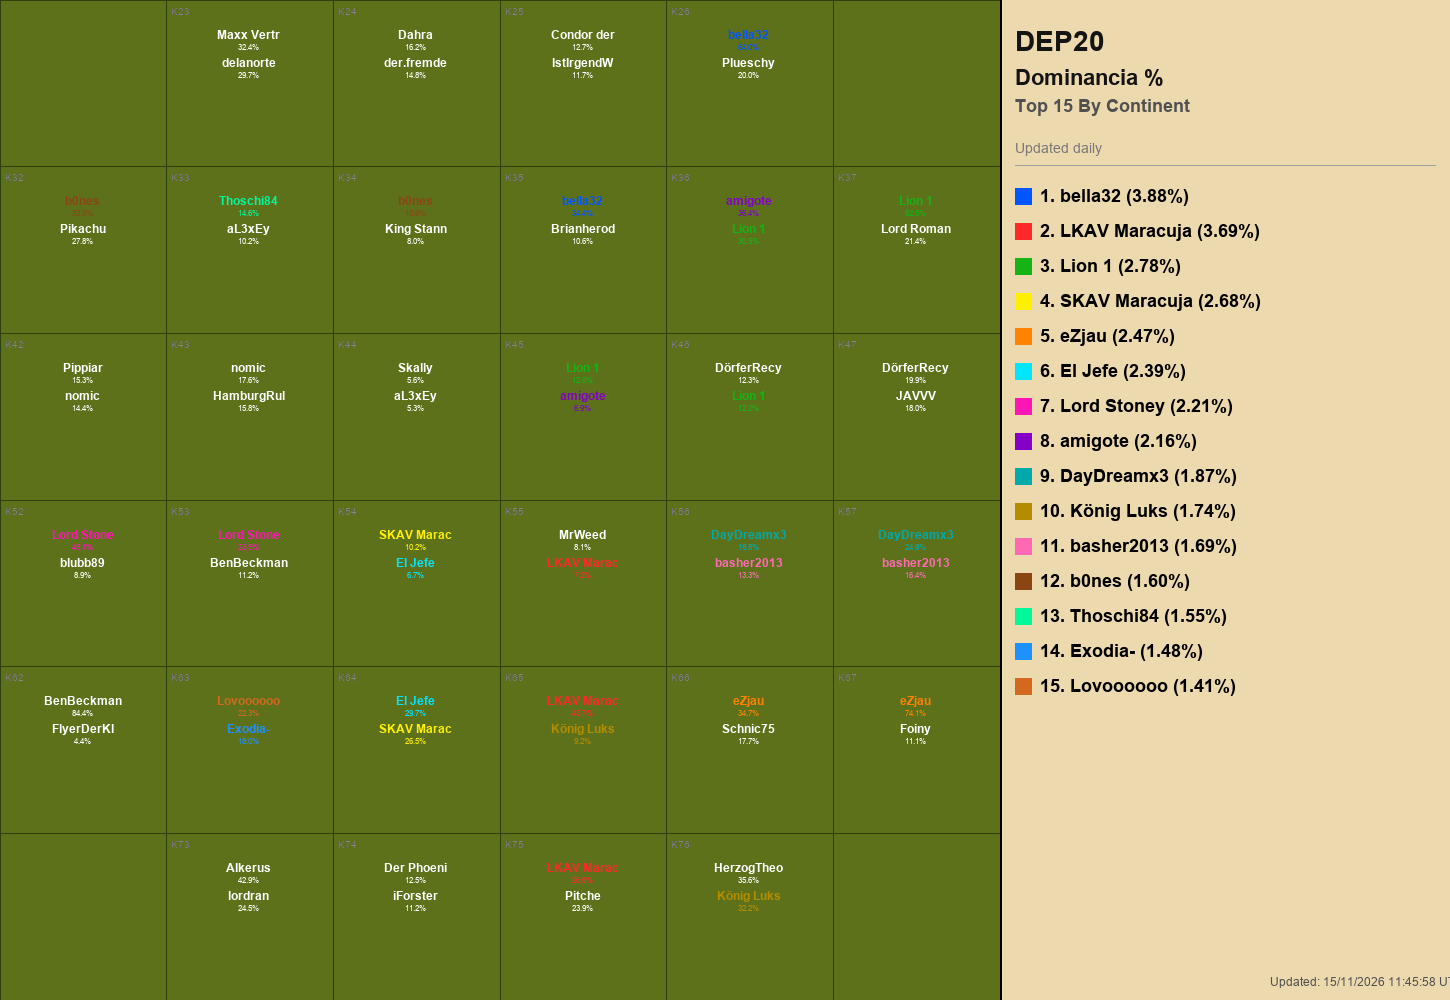 K23
Maxx Vertr
32.4%
delanorte
29.7%
K24
Dahra
16.2%
der.fremde
14.8%
K25
Condor der
12.7%
IstIrgendW
11.7%
K26
bella32
Plueschy
20.0%
K32
b0nes
Pikachu
27.8%
K33
Thoschi84
14.6%
aL3xEy
10.2%
K34
b0nes
King Stann
8.0%
K35
bella32
Brianherod
10.6%
K36
amigote
Lion 1
K37
Lion 1
Lord Roman
21.4%
K42
Pippiar
15.3%
nomic
14.4%
K43
nomic
17.6%
HamburgRul
15.8%
K44
Skally
5.6%
aL3xEy
5.3%
K45
Lion 1
amigote
6.9%
K46
DörferRecy
12.3%
Lion 1
K47
DörferRecy
19.9%
JAVVV
18.0%
K52
Lord Stone
blubb89
8.9%
K53
Lord Stone
BenBeckman
11.2%
K54
SKAV Marac
10.2%
El Jefe
6.7%
K55
MrWeed
8.1%
LKAV Marac
K56
DayDreamx3
basher2013
13.3%
K57
DayDreamx3
basher2013
K62
BenBeckman
84.4%
FlyerDerKl
4.4%
K63
Lovoooooo
22.3%
Exodia-
K64
El Jefe
29.7%
SKAV Marac
26.5%
K65
LKAV Marac
König Luks
9.2%
K66
eZjau
34.7%
Schnic75
17.7%
K67
eZjau
74.1%
Foiny
11.1%
K73
Alkerus
42.9%
lordran
24.5%
K74
Der Phoeni
12.5%
iForster
11.2%
K75
LKAV Marac
Pitche
23.9%
K76
HerzogTheo
35.6%
König Luks
32.2%
DEP20
Dominancia %
Top 15 By Continent
Updated daily
1. bella32 (3.88%)
2. LKAV Maracuja (3.69%)
3. Lion 1 (2.78%)
4. SKAV Maracuja (2.68%)
5. eZjau (2.47%)
6. El Jefe (2.39%)
7. Lord Stoney (2.21%)
8. amigote (2.16%)
9. DayDreamx3 (1.87%)
10. König Luks (1.74%)
11. basher2013 (1.69%)
12. b0nes (1.60%)
13. Thoschi84 (1.55%)
14. Exodia- (1.48%)
15. Lovoooooo (1.41%)
Updated: 15/11/2026 11:45:58